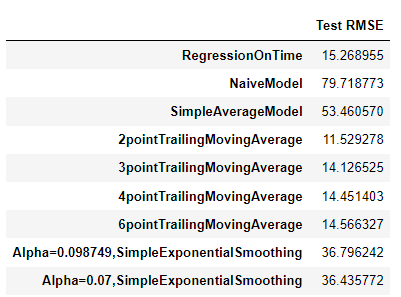 Test RMSE
RegressionOnTime 15.268955
NaiveModel 79.718773
SimpleAverageModel 53.460570
2pointTrailingMovingAverage 11.529278
3pointTrailingMovingAverage 14.126525
4pointTrailingMovingAverage 14.451403
6pointTrailingMovingAverage 14.566327
Alpha=0.098749,SimpleExponentialSmoothing 36.796242
Alpha=0.07,SimpleExponentialSmoothing 36.435772